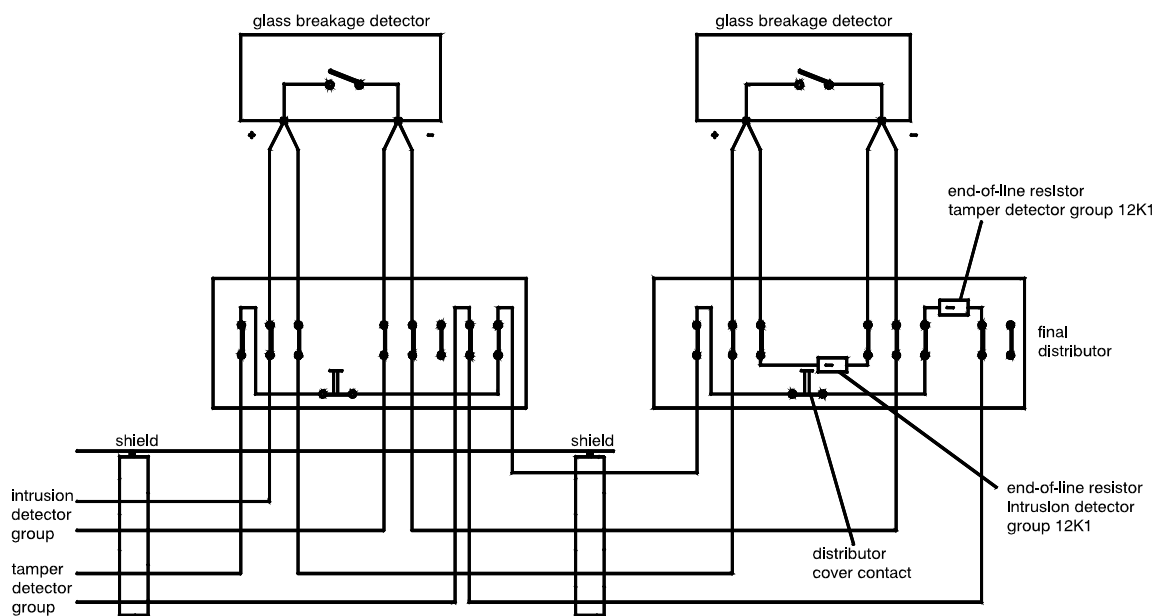 glass breakage detector
glass breakage detector
+
-
+
-
end-of-line resistor
tamper detector group 12K1
final
distributor
shield
shield
intrusion
detector
group
end-of-line resistor
Intrusion detector
group 12K1
distributor
cover contact
tamper
detector
group